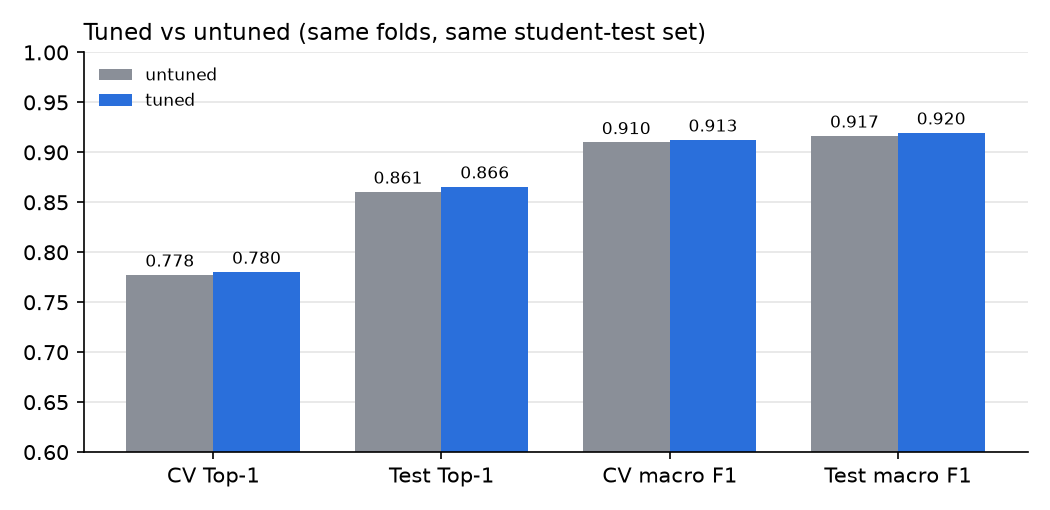 Tuned vs untuned (same folds, same student-test set)
1.00
0.95
0.90
0.85
0.80
0.75
0.70
0.65
0.60
untuned
tuned
0.778
0.780
0.861
0.866
0.910
0.913
0.917
0.920
CV Top-1
Test Top-1
CV macro F1
Test macro F1